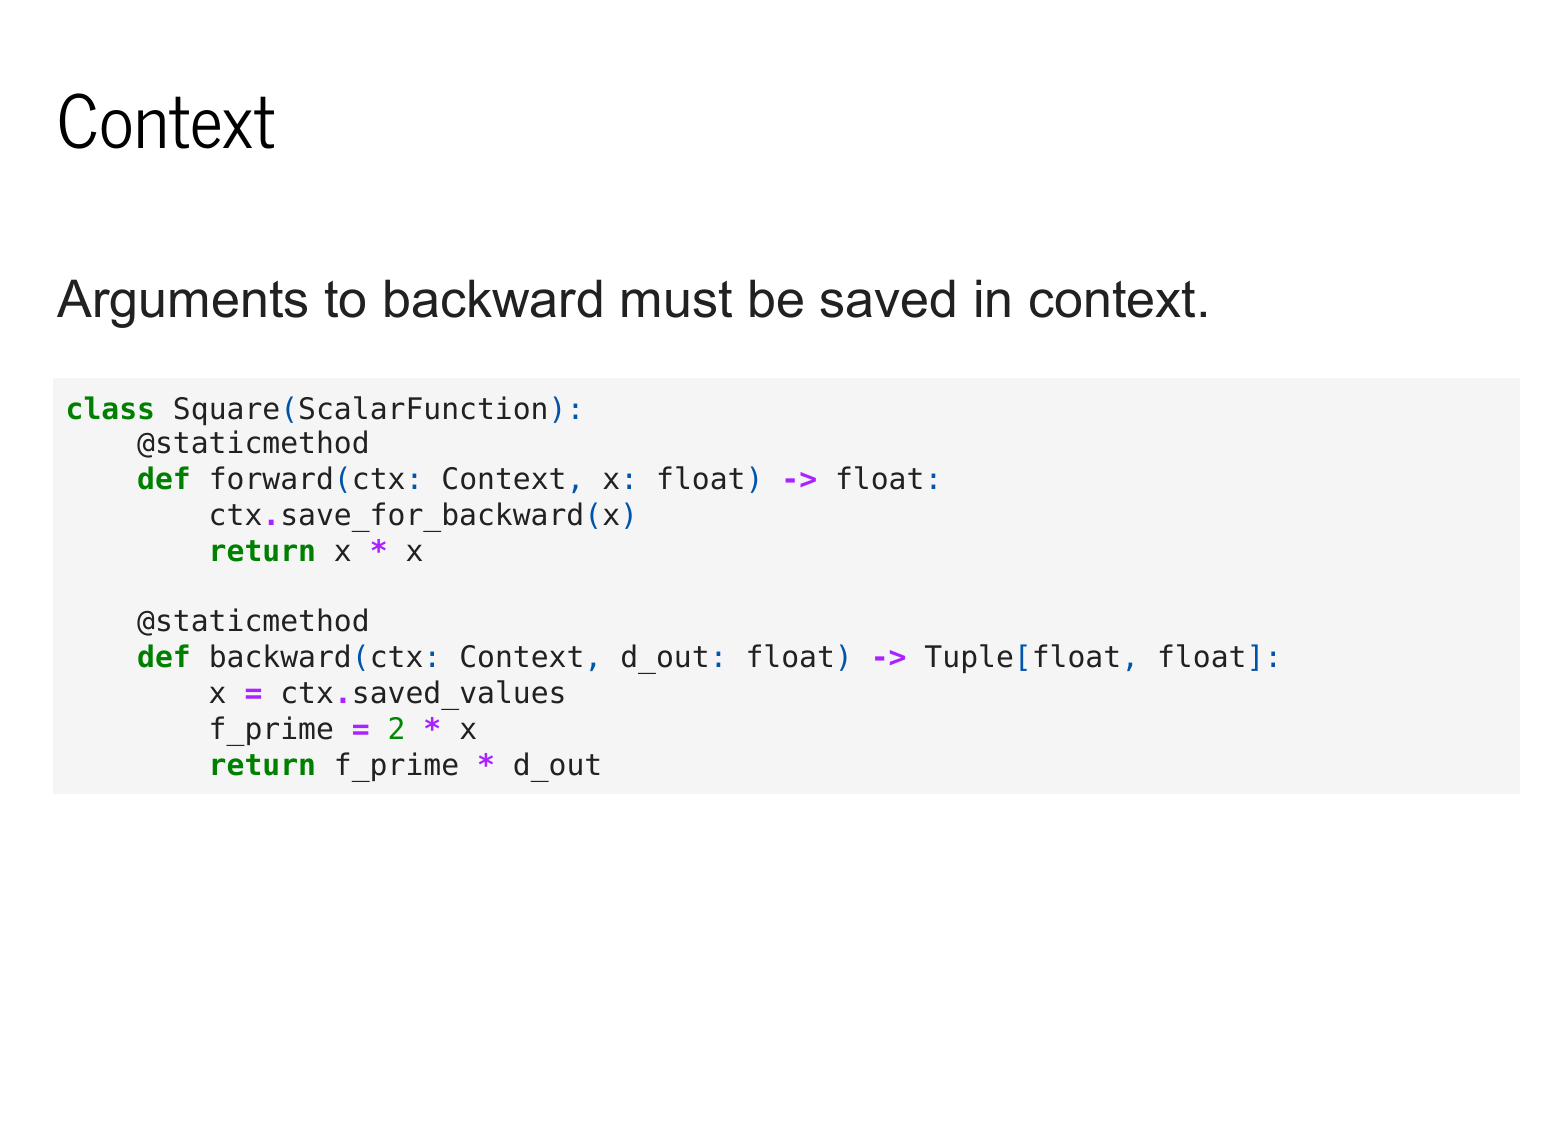 Context
Arguments to backward must be saved in context.
class Square(ScalarFunction):
    @staticmethod
    def forward(ctx: Context, x: float) -> float:
        ctx.save_for_backward(x)
        return x * x

    @staticmethod
    def backward(ctx: Context, d_out: float) -> Tuple[float, float]:
        x = ctx.saved_values
        f_prime = 2 * x
        return f_prime * d_out